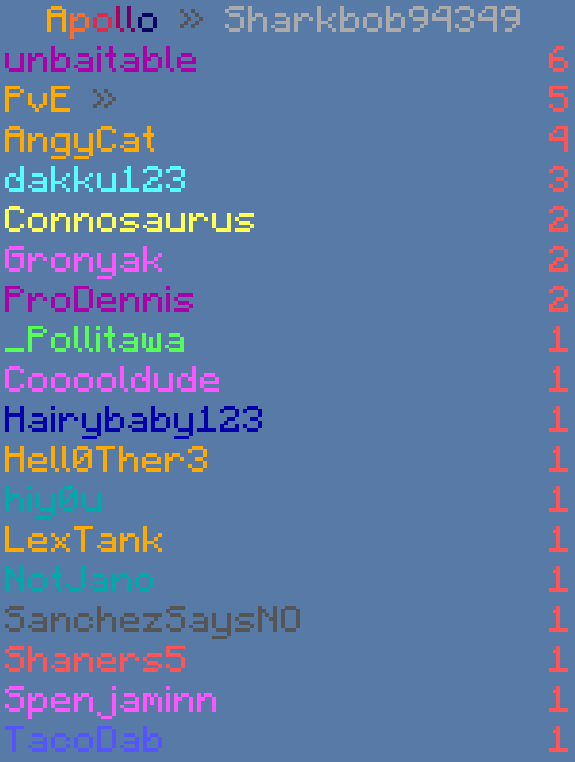 Apollo » Sharkbob94349
unbaitable 6
PvE » 5
AngyCat 4
dakku123 3
Connosaurus 2
Gronyak 2
ProDennis 2
_Pollitawa 1
Cooooldude 1
Hairybaby123 1
Hell0Ther3 1
hiy0u 1
LexTank 1
NotJano 1
SanchezSaysNO 1
Shaners5 1
Spenjaminn 1
TacoDab 1